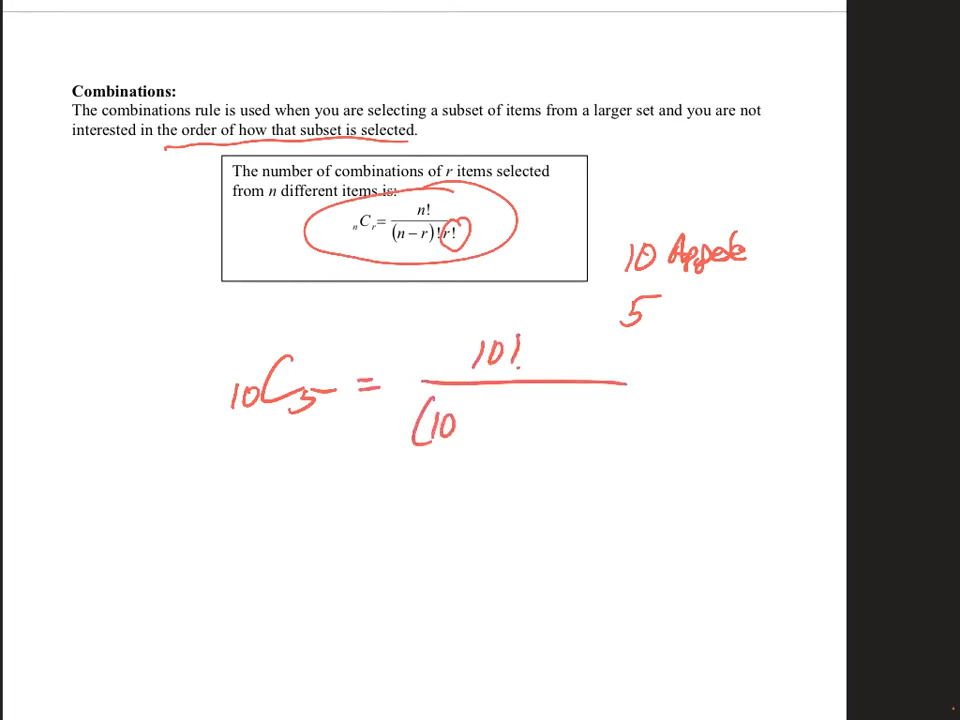 Combinations:
The combinations rule is used when you are selecting a subset of items from a larger set and you are not
interested in the order of how that subset is selected.
The number of combinations of r items selected
from n different items is:
nCr = n! / (n − r)!r!
10
5
10C5 = 10! / (10